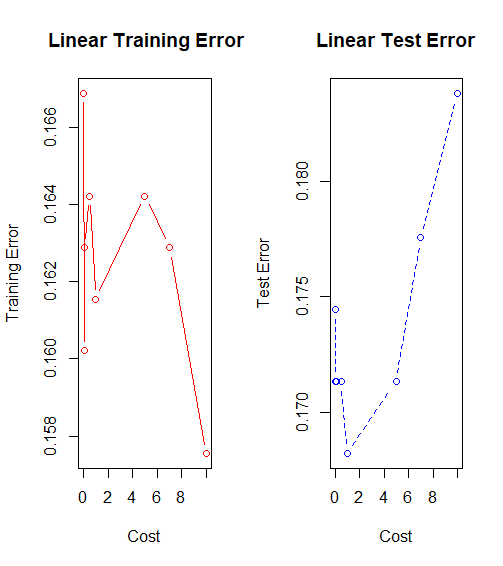 Linear Training Error
Training Error
0.158 0.160 0.162 0.164 0.166
0 2 4 6 8
Cost
Linear Test Error
Test Error
0.170 0.175 0.180
0 2 4 6 8
Cost